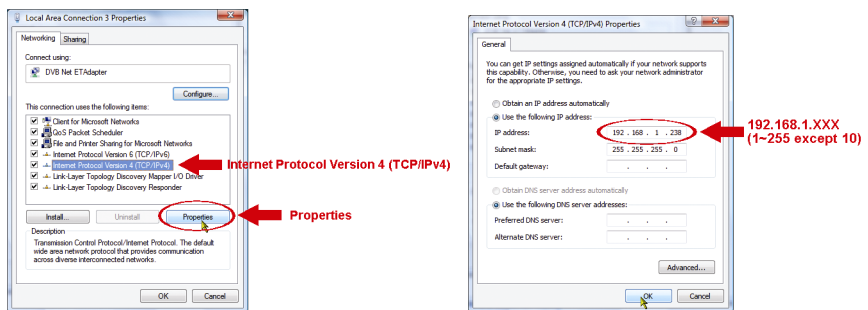 Local Area Connection 3 Properties
Networking Sharing
Connect using:
DVB Net ETAdapter
Configure...
This connection uses the following items:
Client for Microsoft Networks
QoS Packet Scheduler
File and Printer Sharing for Microsoft Networks
Internet Protocol Version 6 (TCP/IPv6)
Internet Protocol Version 4 (TCP/IPv4)
Link-Layer Topology Discovery Mapper I/O Driver
Link-Layer Topology Discovery Responder
Internet Protocol Version 4 (TCP/IPv4)
Install... Uninstall Properties
Properties
Description
Transmission Control Protocol/Internet Protocol. The default
wide area network protocol that provides communication
across diverse interconnected networks.
OK Cancel
Internet Protocol Version 4 (TCP/IPv4) Properties
General
You can get IP settings assigned automatically if your network supports
this capability. Otherwise, you need to ask your network administrator
for the appropriate IP settings.
Obtain an IP address automatically
Use the following IP address:
IP address: 192 . 168 . 1 . 238
Subnet mask: 255 . 255 . 255 . 0
Default gateway: . . .
192.168.1.XXX
(1~255 except 10)
Obtain DNS server address automatically
Use the following DNS server addresses:
Preferred DNS server: . . .
Alternate DNS server: . . .
Advanced...
OK Cancel